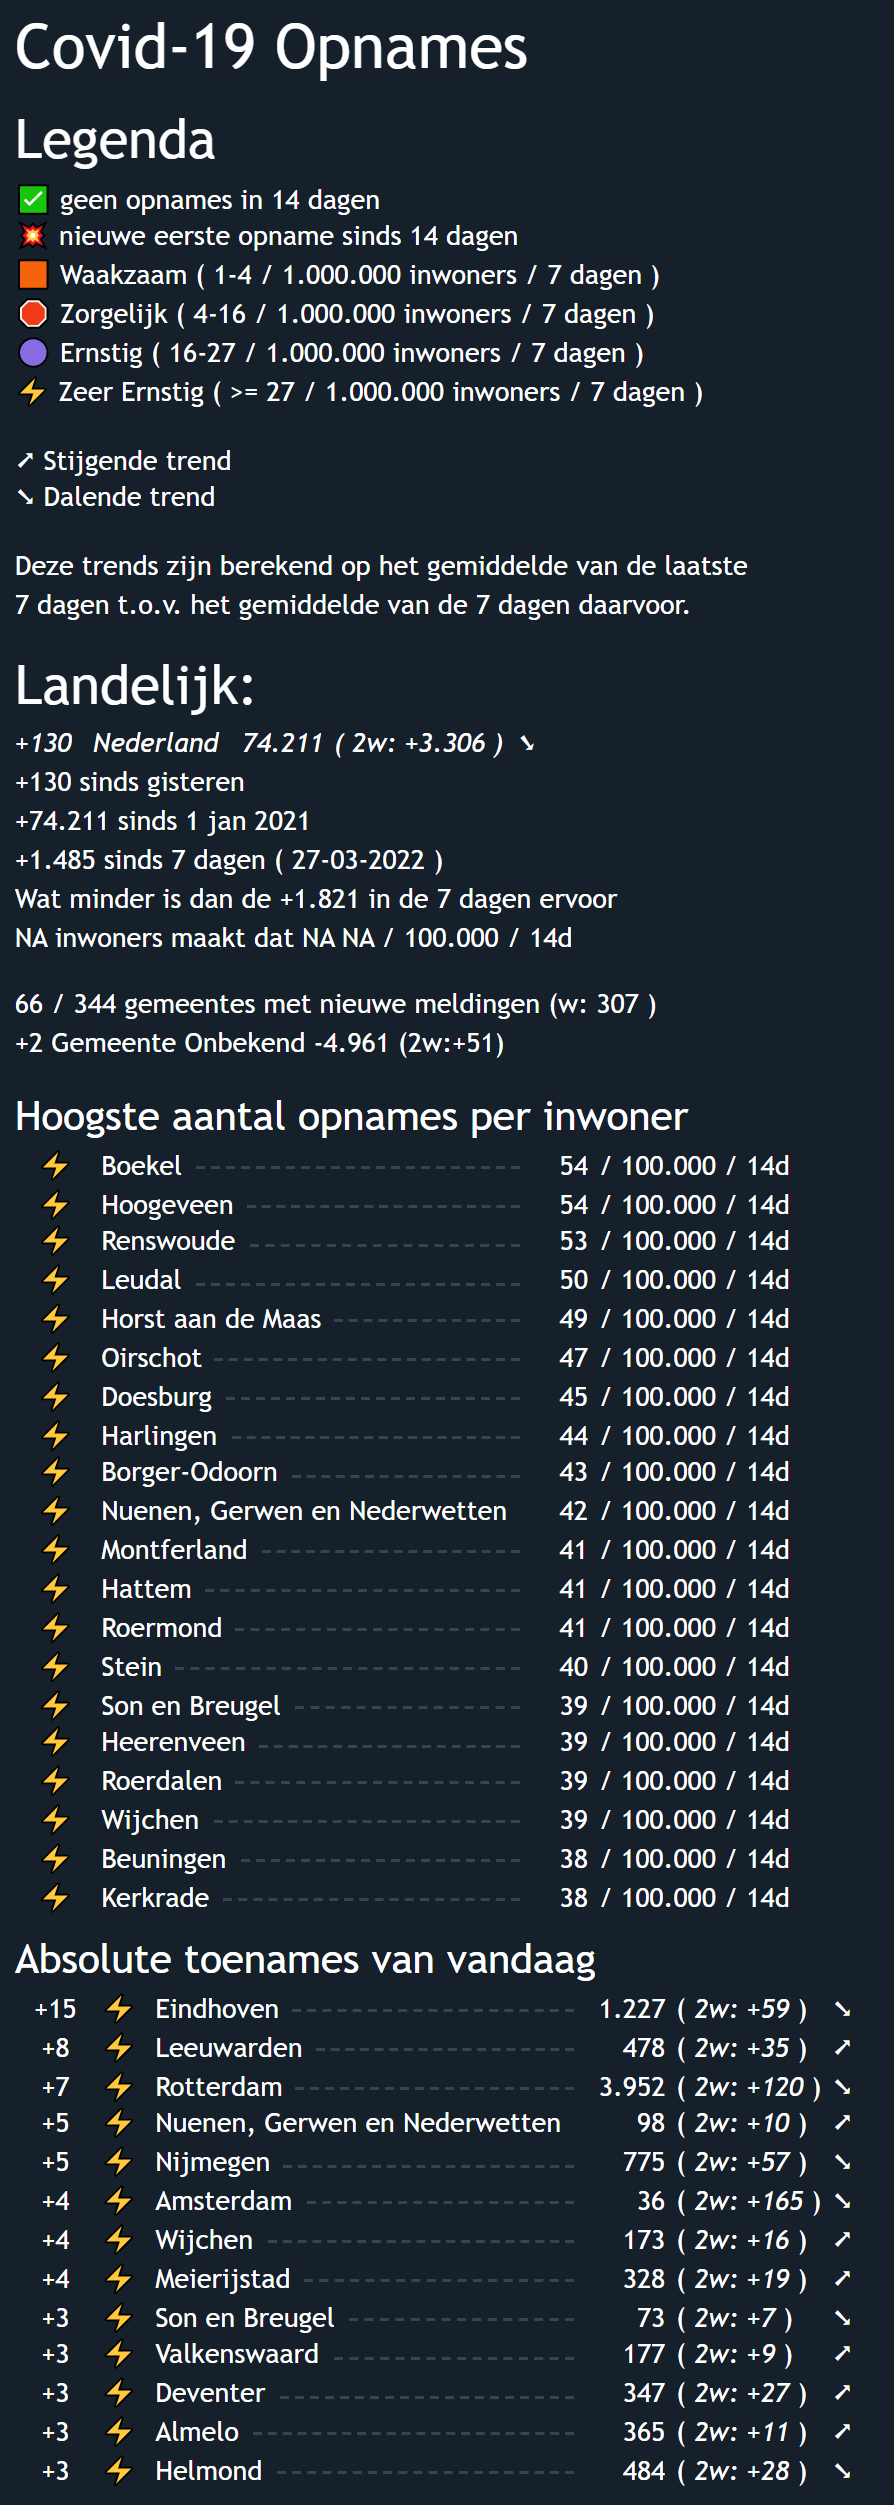 Covid-19 Opnames
Legenda
✅ geen opnames in 14 dagen
💥 nieuwe eerste opname sinds 14 dagen
🟧 Waakzaam ( 1-4 / 1.000.000 inwoners / 7 dagen )
🛑 Zorgelijk ( 4-16 / 1.000.000 inwoners / 7 dagen )
🟣 Ernstig ( 16-27 / 1.000.000 inwoners / 7 dagen )
⚡ Zeer Ernstig ( >= 27 / 1.000.000 inwoners / 7 dagen )
➚ Stijgende trend
➘ Dalende trend
Deze trends zijn berekend op het gemiddelde van de laatste
7 dagen t.o.v. het gemiddelde van de 7 dagen daarvoor.
Landelijk:
+130 Nederland 74.211 ( 2w: +3.306 ) ➘
+130 sinds gisteren
+74.211 sinds 1 jan 2021
+1.485 sinds 7 dagen ( 27-03-2022 )
Wat minder is dan de +1.821 in de 7 dagen ervoor
NA inwoners maakt dat NA NA / 100.000 / 14d
66 / 344 gemeentes met nieuwe meldingen (w: 307 )
+2 Gemeente Onbekend -4.961 (2w:+51)
Hoogste aantal opnames per inwoner
⚡ Boekel 54 / 100.000 / 14d
⚡ Hoogeveen 54 / 100.000 / 14d
⚡ Renswoude 53 / 100.000 / 14d
⚡ Leudal 50 / 100.000 / 14d
⚡ Horst aan de Maas 49 / 100.000 / 14d
⚡ Oirschot 47 / 100.000 / 14d
⚡ Doesburg 45 / 100.000 / 14d
⚡ Harlingen 44 / 100.000 / 14d
⚡ Borger-Odoorn 43 / 100.000 / 14d
⚡ Nuenen, Gerwen en Nederwetten 42 / 100.000 / 14d
⚡ Montferland 41 / 100.000 / 14d
⚡ Hattem 41 / 100.000 / 14d
⚡ Roermond 41 / 100.000 / 14d
⚡ Stein 40 / 100.000 / 14d
⚡ Son en Breugel 39 / 100.000 / 14d
⚡ Heerenveen 39 / 100.000 / 14d
⚡ Roerdalen 39 / 100.000 / 14d
⚡ Wijchen 39 / 100.000 / 14d
⚡ Beuningen 38 / 100.000 / 14d
⚡ Kerkrade 38 / 100.000 / 14d
Absolute toenames van vandaag
+15 ⚡ Eindhoven 1.227 ( 2w: +59 ) ➘
+8 ⚡ Leeuwarden 478 ( 2w: +35 ) ➚
+7 ⚡ Rotterdam 3.952 ( 2w: +120 ) ➘
+5 ⚡ Nuenen, Gerwen en Nederwetten 98 ( 2w: +10 ) ➚
+5 ⚡ Nijmegen 775 ( 2w: +57 ) ➘
+4 ⚡ Amsterdam 36 ( 2w: +165 ) ➘
+4 ⚡ Wijchen 173 ( 2w: +16 ) ➚
+4 ⚡ Meierijstad 328 ( 2w: +19 ) ➚
+3 ⚡ Son en Breugel 73 ( 2w: +7 ) ➘
+3 ⚡ Valkenswaard 177 ( 2w: +9 ) ➚
+3 ⚡ Deventer 347 ( 2w: +27 ) ➚
+3 ⚡ Almelo 365 ( 2w: +11 ) ➚
+3 ⚡ Helmond 484 ( 2w: +28 ) ➘